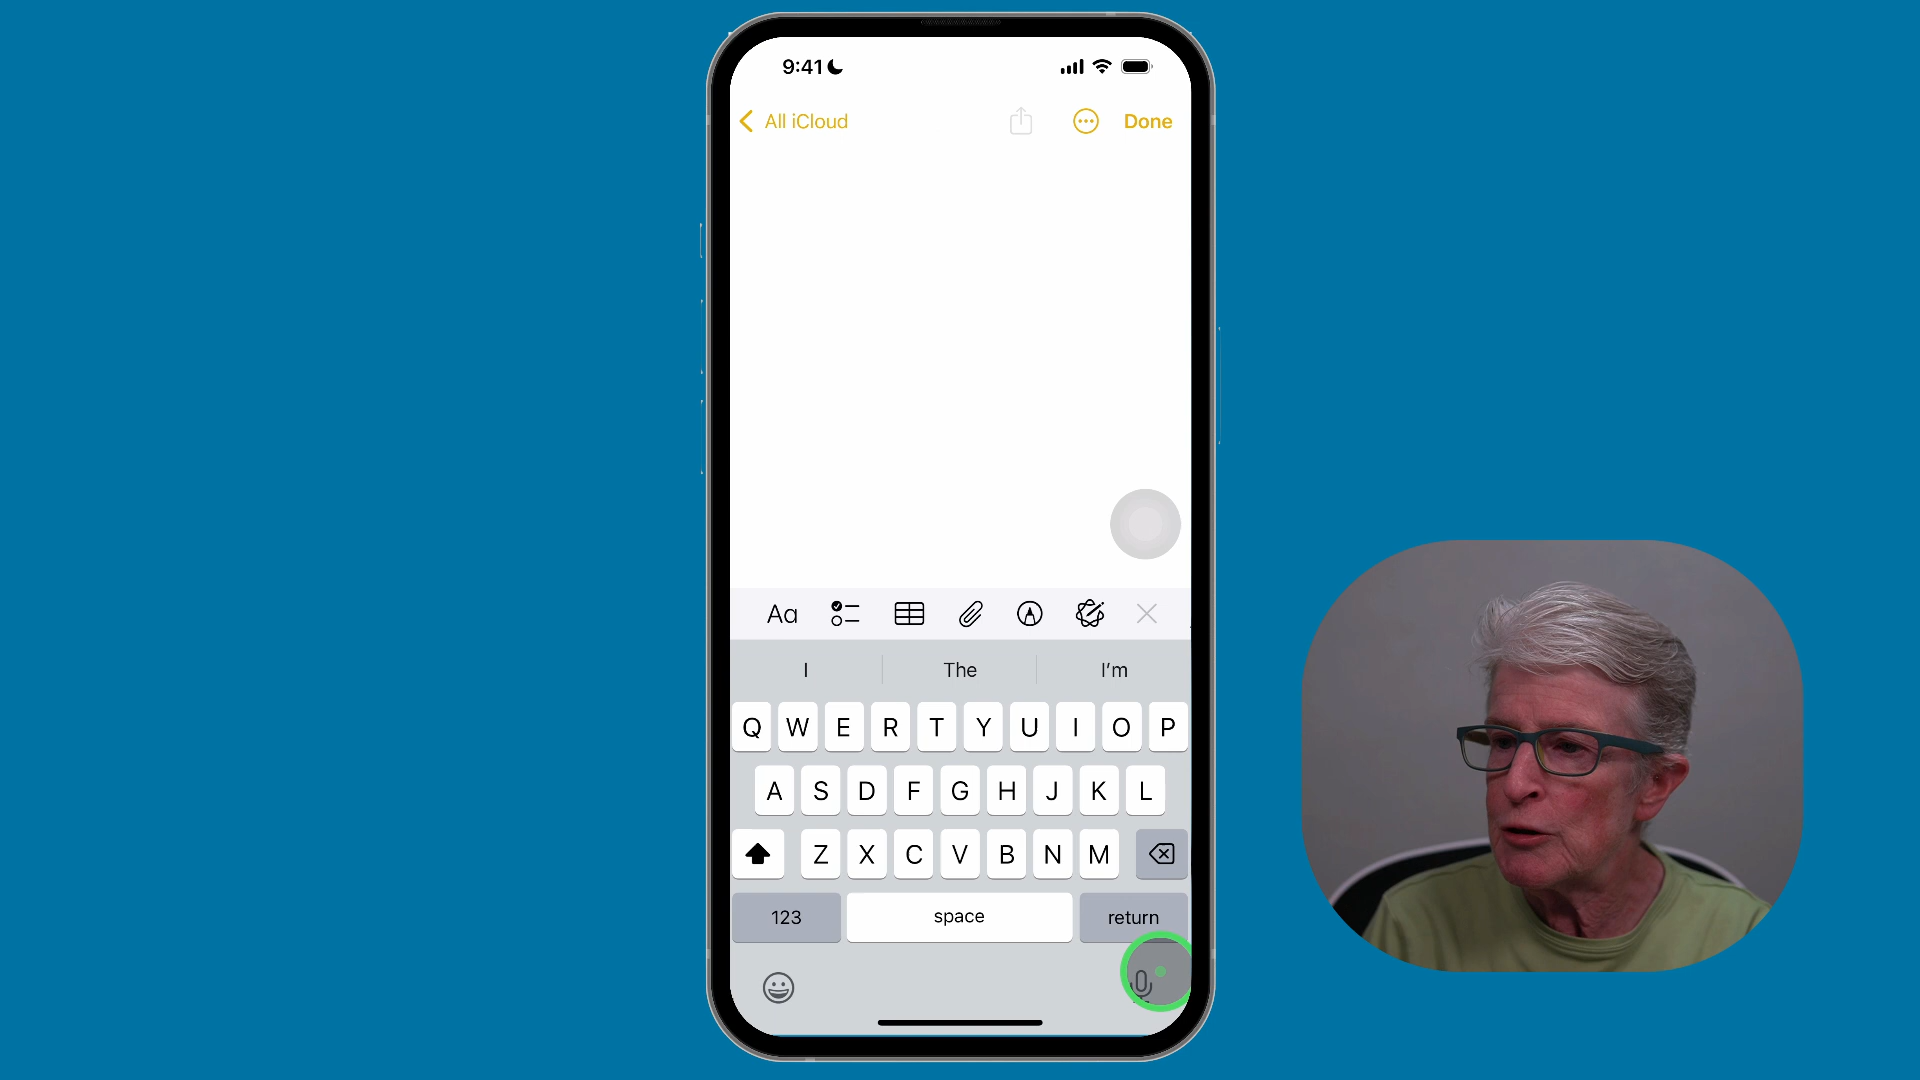 9:41
All iCloud Done
Aa
I The I'm
Q W E R T Y U I O P
A S D F G H J K L
Z X C V B N M
123 space return